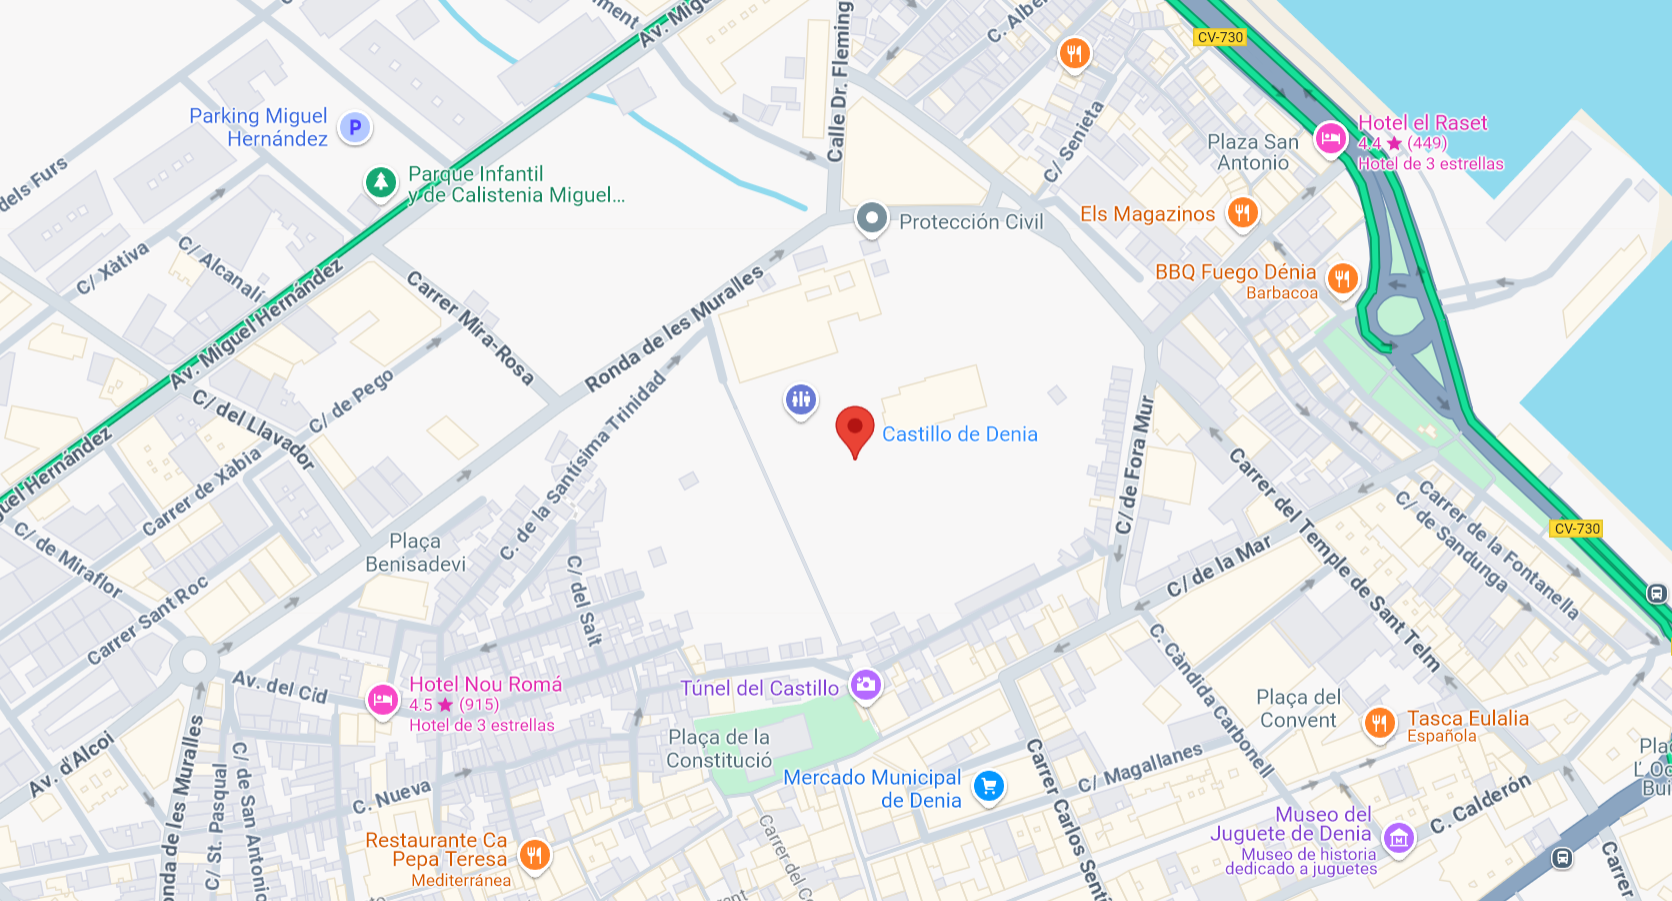 Av. Miguel
C. Alber
CV-730
Calle Dr. Fleming
Parking Miguel
Hernández
Hotel el Raset
4.4 ★ (449)
Hotel de 3 estrellas
Plaza San
Antonio
C/ Senieta
dels Furs
Parque Infantil
y de Calistenia Miguel...
Els Magazinos
Protección Civil
C/ Xàtiva
C/ Alcanalí
BBQ Fuego Dénia
Barbacoa
Av. Miguel Hernández
Carrer Mira-Rosa
Ronda de les Muralles
C/ de Pego
C/ del Llavador
Castillo de Denia
C. de la Santísima Trinidad
C/ de Fora Mur
Miguel Hernández
Carrer de Xàbia
Carrer del Temple de Sant Telm
Carrer de la Fontanella
C/ de Sandunga
CV-730
C/ de Miraflor
Plaça
Benisadevi
C/ de la Mar
C/ del Salt
Carrer Sant Roc
C. Càndida Carbonell
Av. del Cid
Hotel Nou Romá
4.5 ★ (915)
Hotel de 3 estrellas
Túnel del Castillo
Plaça del
Convent
Tasca Eulalia
Española
Plaça de la
Constitució
Av. d'Alcoi
Ronda de les Muralles
C/ St. Pasqual
C/ de San Antonio
C. Nueva
Mercado Municipal
de Denia
C/ Magallanes
Carrer Carlos Senti
C. Calderón
Museo del
Juguete de Denia
Museo de historia
dedicado a juguetes
Restaurante Ca
Pepa Teresa
Mediterránea
Carrer del C
Carrer